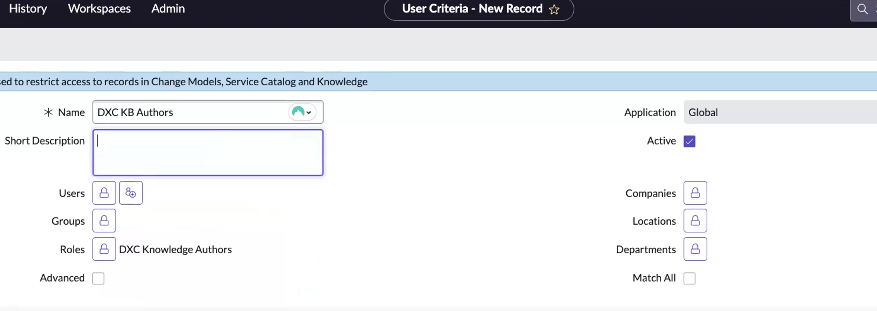 History Workspaces Admin User Criteria - New Record
sed to restrict access to records in Change Models, Service Catalog and Knowledge
Name DXC KB Authors Application Global
Short Description Active
Users Companies
Groups Locations
Roles DXC Knowledge Authors Departments
Advanced Match All